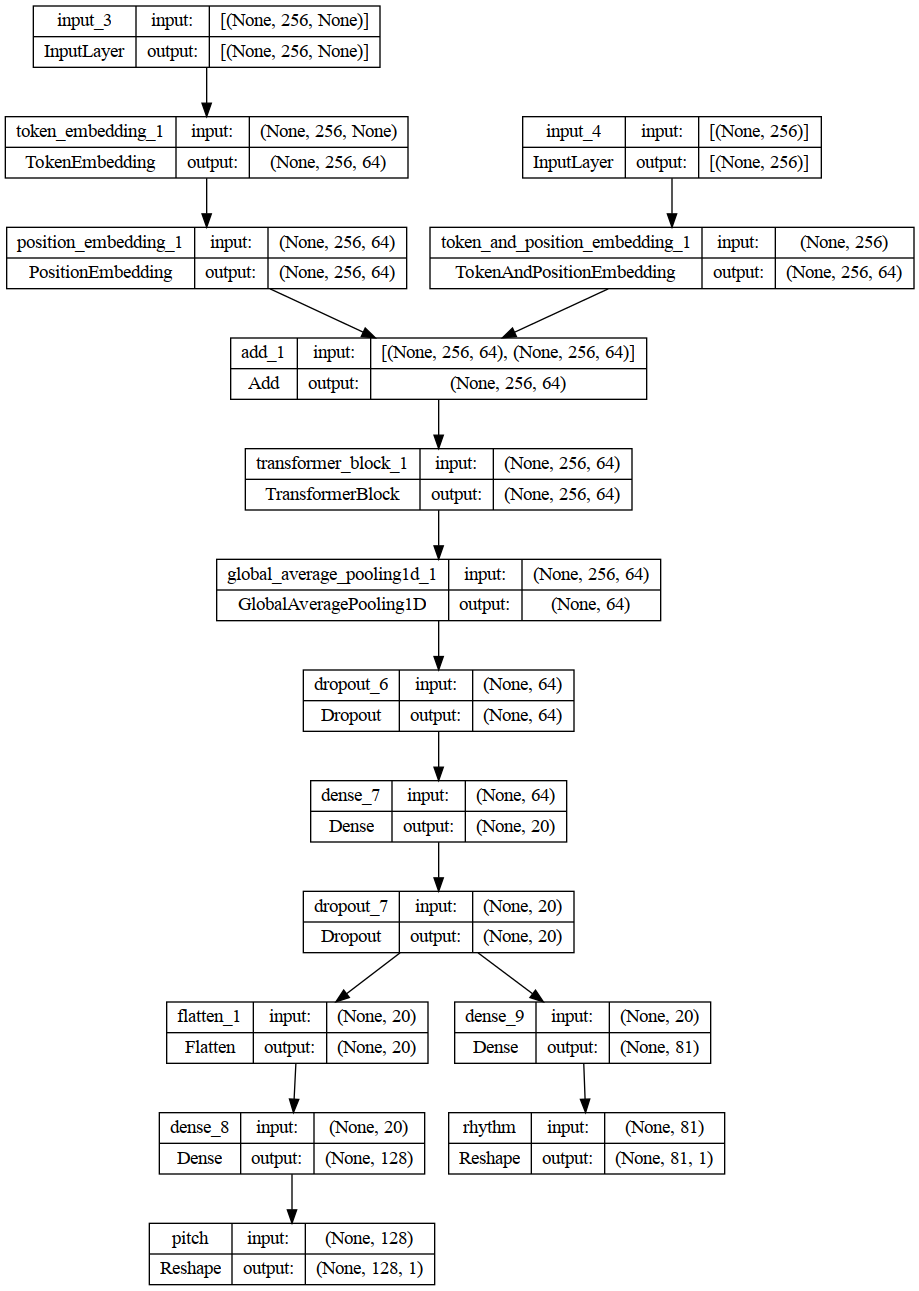 input_3 input: [(None, 256, None)]
InputLayer output: [(None, 256, None)]
token_embedding_1 input: (None, 256, None)
TokenEmbedding output: (None, 256, 64)
input_4 input: [(None, 256)]
InputLayer output: [(None, 256)]
position_embedding_1 input: (None, 256, 64)
PositionEmbedding output: (None, 256, 64)
token_and_position_embedding_1 input: (None, 256)
TokenAndPositionEmbedding output: (None, 256, 64)
add_1 input: [(None, 256, 64), (None, 256, 64)]
Add output: (None, 256, 64)
transformer_block_1 input: (None, 256, 64)
TransformerBlock output: (None, 256, 64)
global_average_pooling1d_1 input: (None, 256, 64)
GlobalAveragePooling1D output: (None, 64)
dropout_6 input: (None, 64)
Dropout output: (None, 64)
dense_7 input: (None, 64)
Dense output: (None, 20)
dropout_7 input: (None, 20)
Dropout output: (None, 20)
flatten_1 input: (None, 20)
Flatten output: (None, 20)
dense_9 input: (None, 20)
Dense output: (None, 81)
dense_8 input: (None, 20)
Dense output: (None, 128)
rhythm input: (None, 81)
Reshape output: (None, 81, 1)
pitch input: (None, 128)
Reshape output: (None, 128, 1)